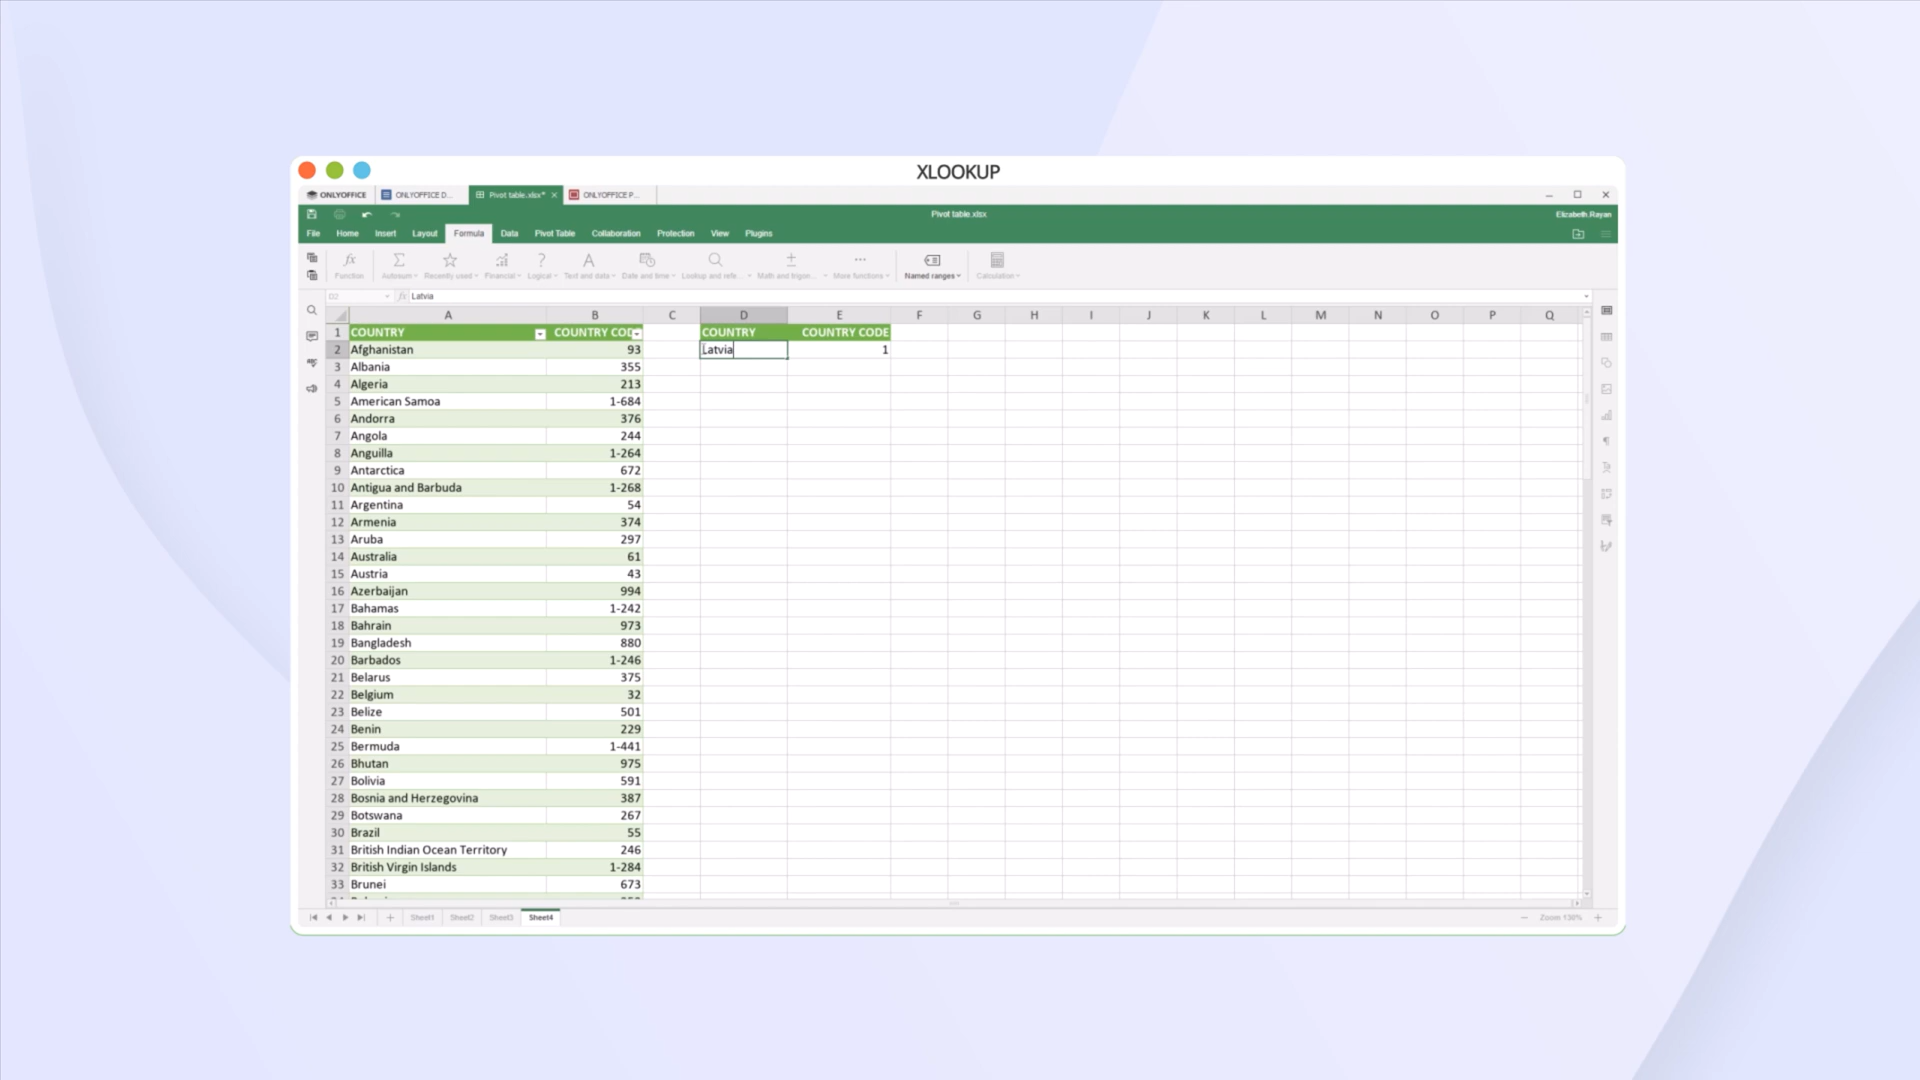 XLOOKUP
ONLYOFFICE ONLYOFFICE D... Pivot table.xlsx* ONLYOFFICE P...
Pivot table.xlsx Elizabeth Rayan
File Home Insert Layout Formula Data Pivot Table Collaboration Protection View Plugins
Function Autosum Recently used Financial Logical Text and data Date and time Lookup and refe... Math and trigon... More functions Named ranges Calculation
D2 fx Latvia
A B C D E F G H I J K L M N O P Q
1 COUNTRY COUNTRY COD COUNTRY COUNTRY CODE
2 Afghanistan 93 Latvia 1
3 Albania 355
4 Algeria 213
5 American Samoa 1-684
6 Andorra 376
7 Angola 244
8 Anguilla 1-264
9 Antarctica 672
10 Antigua and Barbuda 1-268
11 Argentina 54
12 Armenia 374
13 Aruba 297
14 Australia 61
15 Austria 43
16 Azerbaijan 994
17 Bahamas 1-242
18 Bahrain 973
19 Bangladesh 880
20 Barbados 1-246
21 Belarus 375
22 Belgium 32
23 Belize 501
24 Benin 229
25 Bermuda 1-441
26 Bhutan 975
27 Bolivia 591
28 Bosnia and Herzegovina 387
29 Botswana 267
30 Brazil 55
31 British Indian Ocean Territory 246
32 British Virgin Islands 1-284
33 Brunei 673
Sheet1 Sheet2 Sheet3 Sheet4 Zoom 130%